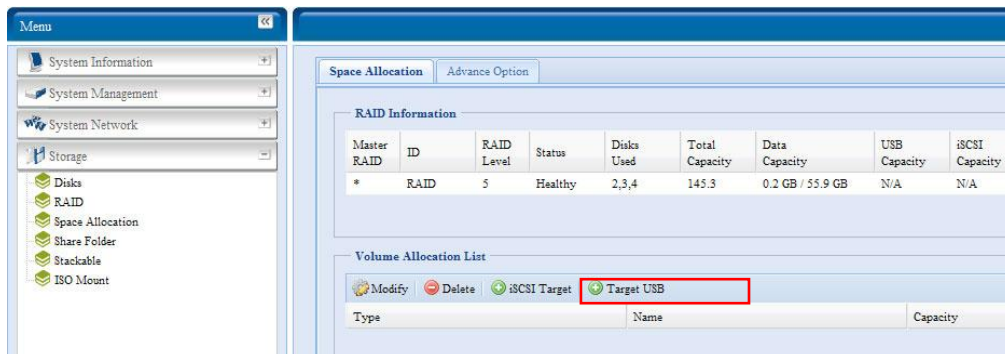 Menu
System Information
System Management
System Network
Storage
Disks
RAID
Space Allocation
Share Folder
Stackable
ISO Mount
Space Allocation Advance Option
RAID Information
Master RAID ID RAID Level Status Disks Used Total Capacity Data Capacity USB Capacity iSCSI Capacity
* RAID 5 Healthy 2,3,4 145.3 0.2 GB / 55.9 GB N/A N/A
Volume Allocation List
Modify Delete iSCSI Target Target USB
Type Name Capacity